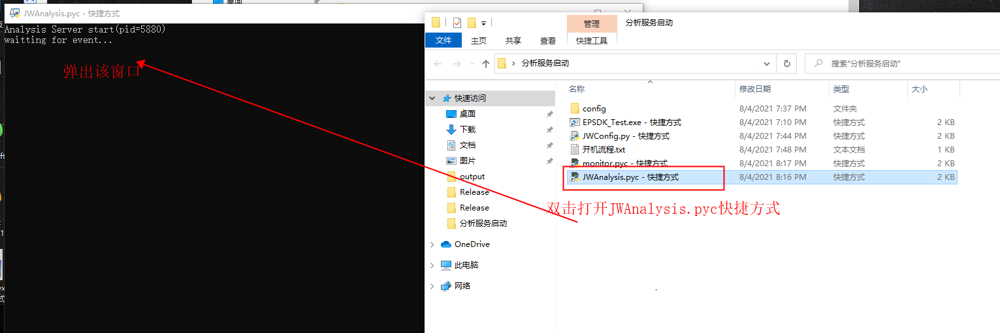 桌面
JWAnalysis.pyc - 快捷方式
Analysis Server start(pid=5880)
waitting for event...
弹出该窗口
管理
分析服务启动
文件
主页
共享
查看
快捷工具
分析服务启动
搜索"分析服务启动"
名称
修改日期
类型
大小
快速访问
桌面
下载
文档
图片
output
Release
Release
分析服务启动
OneDrive
此电脑
网络
config 8/4/2021 7:37 PM 文件夹
EPSDK_Test.exe - 快捷方式 8/4/2021 7:10 PM 快捷方式 2 KB
JWConfig.py - 快捷方式 8/4/2021 7:44 PM 快捷方式 2 KB
开机流程.txt 8/4/2021 7:48 PM 文本文档 1 KB
monitor.pyc - 快捷方式 8/4/2021 8:17 PM 快捷方式 2 KB
JWAnalysis.pyc - 快捷方式 8/4/2021 8:16 PM 快捷方式 2 KB
双击打开JWAnalysis.pyc快捷方式